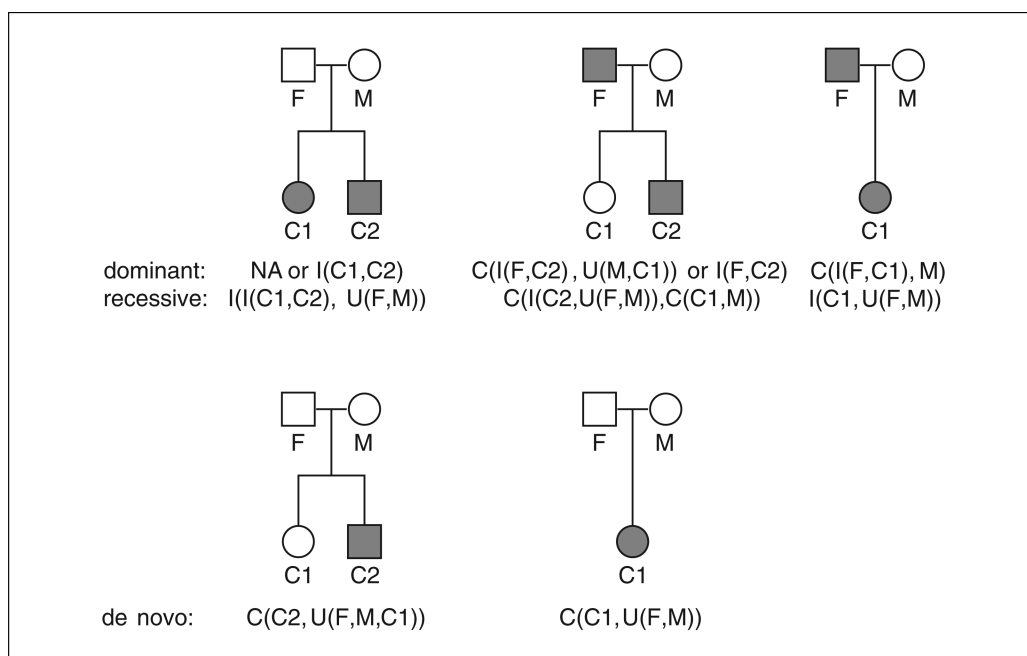 F M F M F M
C1 C2 C1 C2 C1
dominant: NA or I(C1,C2) C(I(F,C2),U(M,C1)) or I(F,C2) C(I(F,C1),M)
recessive: I(I(C1,C2), U(F,M)) C(I(C2,U(F,M)),C(C1,M)) I(C1,U(F,M))
F M F M
C1 C2 C1
de novo: C(C2,U(F,M,C1)) C(C1,U(F,M))